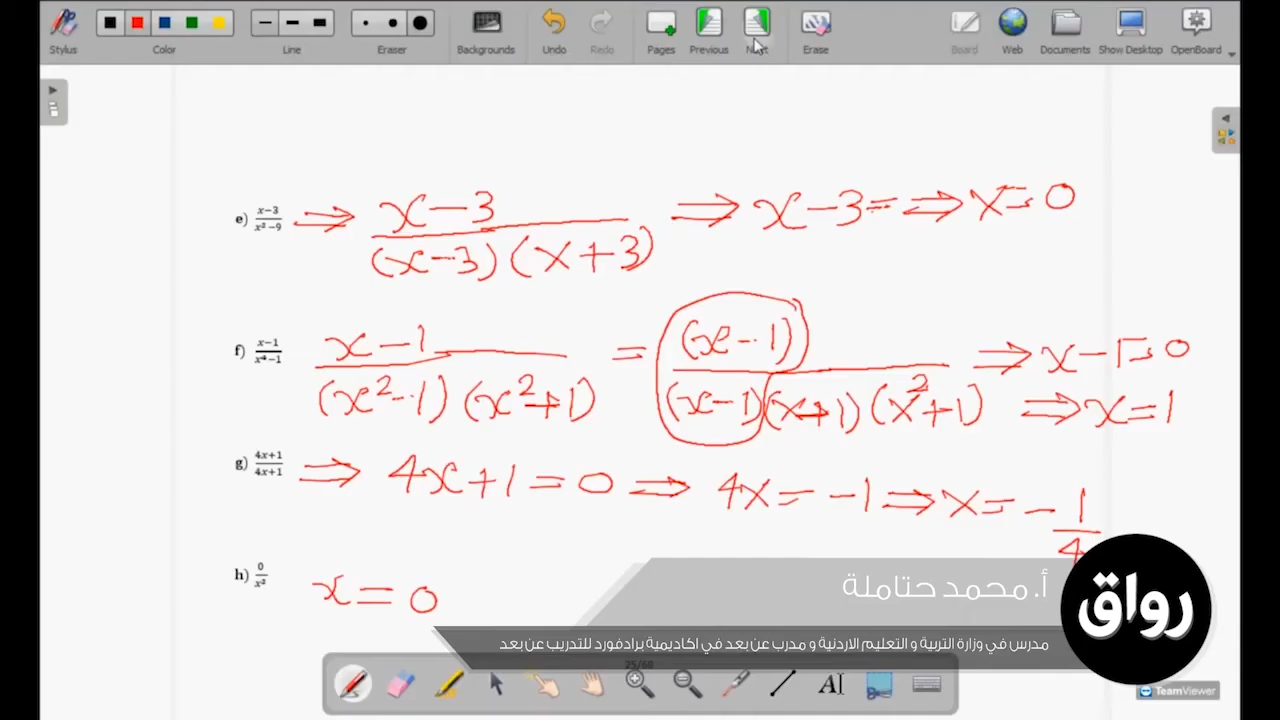 Stylus Color Line Eraser Backgrounds Undo Redo Pages Previous Next Erase Board Web Documents Show Desktop OpenBoard
e) x−3/x²−9 ⇒ x−3/(x−3)(x+3) ⇒ x−3= ⇒ x=0
f) x−1/x⁴−1 x−1/(x²−1)(x²+1) = (x−1)/(x−1)(x+1)(x²+1) ⇒ x−1=0
⇒ x=1
g) 4x+1/4x+1 ⇒ 4x+1=0 ⇒ 4x=−1 ⇒ x=−1/4
h) 0/x² x=0
أ. محمد حتاملة
رواق
مدرس في وزارة التربية و التعليم الاردنية و مدرب عن بعد في اكاديمية برادفورد للتدريب عن بعد
25/60
AI
TeamViewer